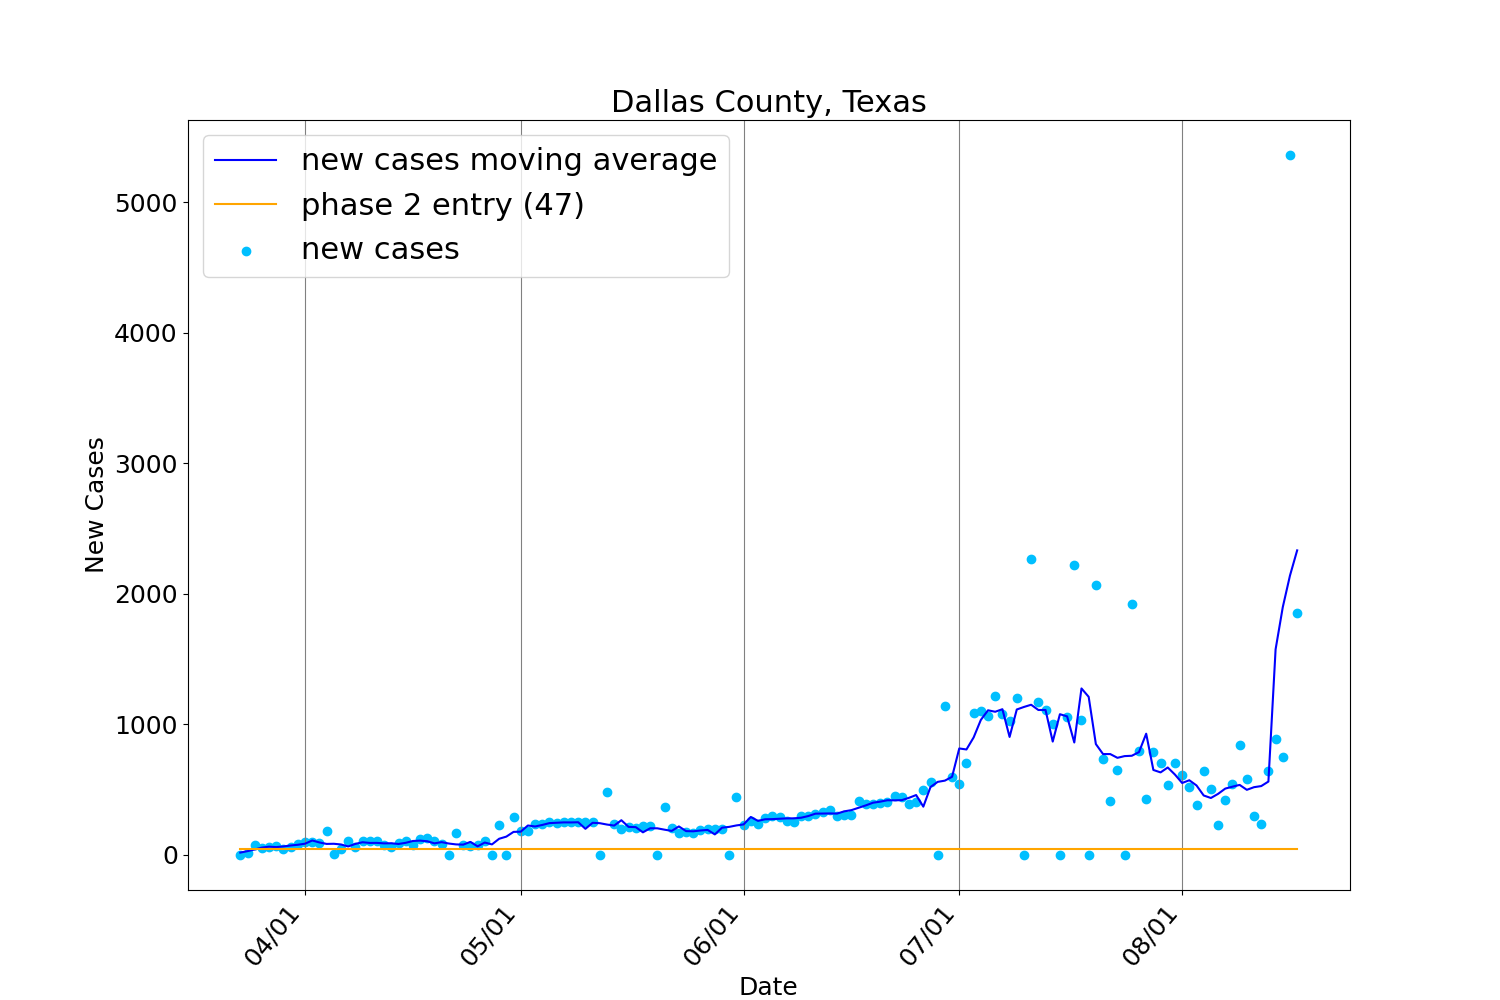 Dallas County, Texas
new cases moving average
phase 2 entry (47)
new cases
5000
4000
3000
2000
1000
0
New Cases
04/01
05/01
06/01
07/01
08/01
Date